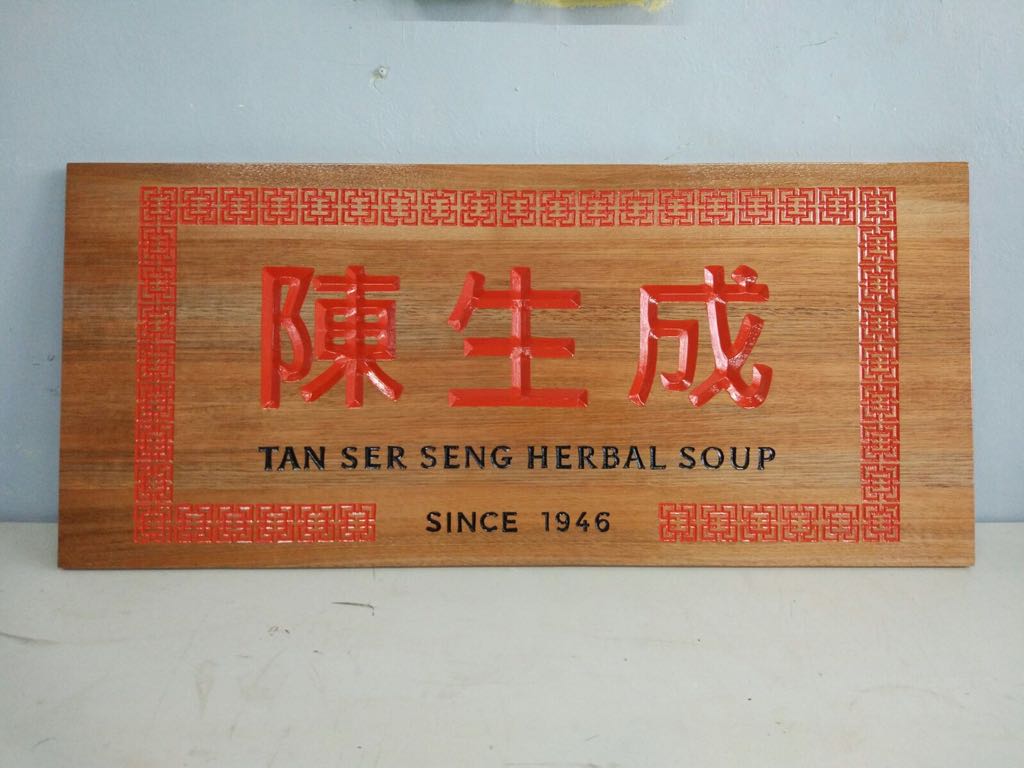 陳生成
TAN SER SENG HERBAL SOUP
SINCE 1946